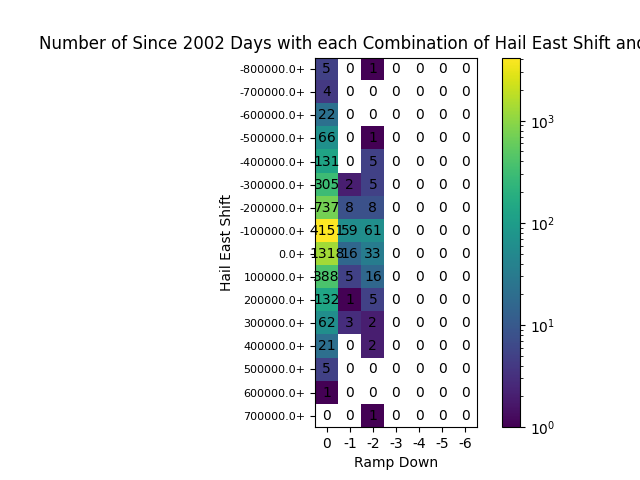 Number of Since 2002 Days with each Combination of Hail East Shift and
-800000.0+ 5 0 1 0 0 0 0
-700000.0+ 4 0 0 0 0 0 0
-600000.0+ 22 0 0 0 0 0 0
-500000.0+ 66 0 1 0 0 0 0
-400000.0+ 131 0 5 0 0 0 0
-300000.0+ 305 2 5 0 0 0 0
-200000.0+ 737 8 8 0 0 0 0
-100000.0+ 4151 59 61 0 0 0 0
0.0+ 1318 16 33 0 0 0 0
100000.0+ 388 5 16 0 0 0 0
200000.0+ 132 1 5 0 0 0 0
300000.0+ 62 3 2 0 0 0 0
400000.0+ 21 0 2 0 0 0 0
500000.0+ 5 0 0 0 0 0 0
600000.0+ 1 0 0 0 0 0 0
700000.0+ 0 0 1 0 0 0 0
0 -1 -2 -3 -4 -5 -6
Ramp Down
Hail East Shift
10³
10²
10¹
10⁰